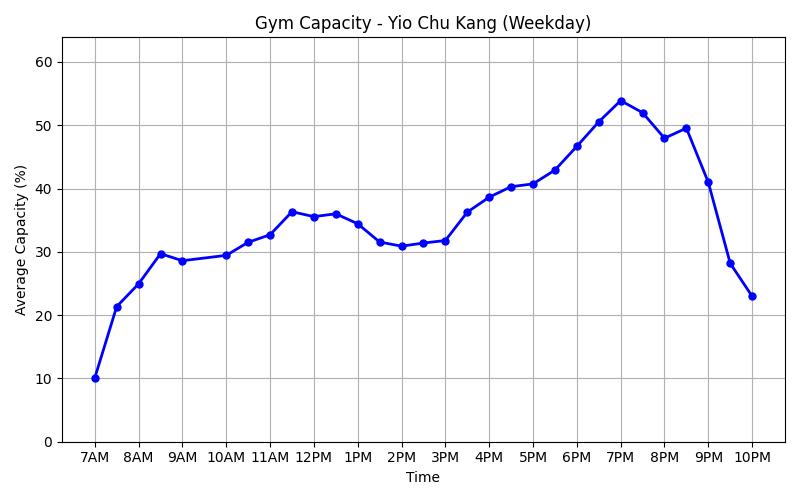 Gym Capacity - Yio Chu Kang (Weekday)
Average Capacity (%)
60
50
40
30
20
10
0
7AM 8AM 9AM 10AM 11AM 12PM 1PM 2PM 3PM 4PM 5PM 6PM 7PM 8PM 9PM 10PM
Time